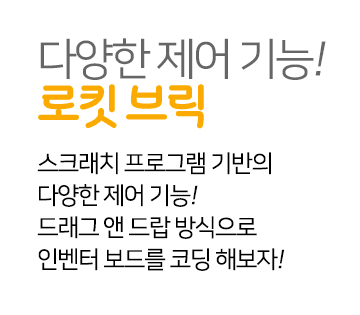 다양한 제어 기능!
로킷 브릭
스크래치 프로그램 기반의
다양한 제어 기능!
드래그 앤 드랍 방식으로
인벤터 보드를 코딩 해보자!